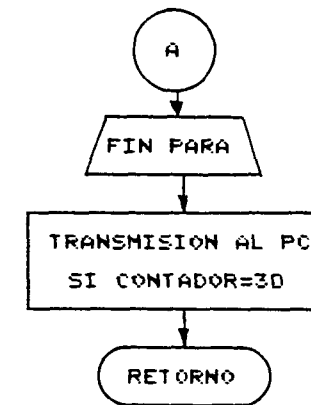 A
FIN PARA
TRANSMISION AL PC
SI CONTADOR=3D
RETORNO